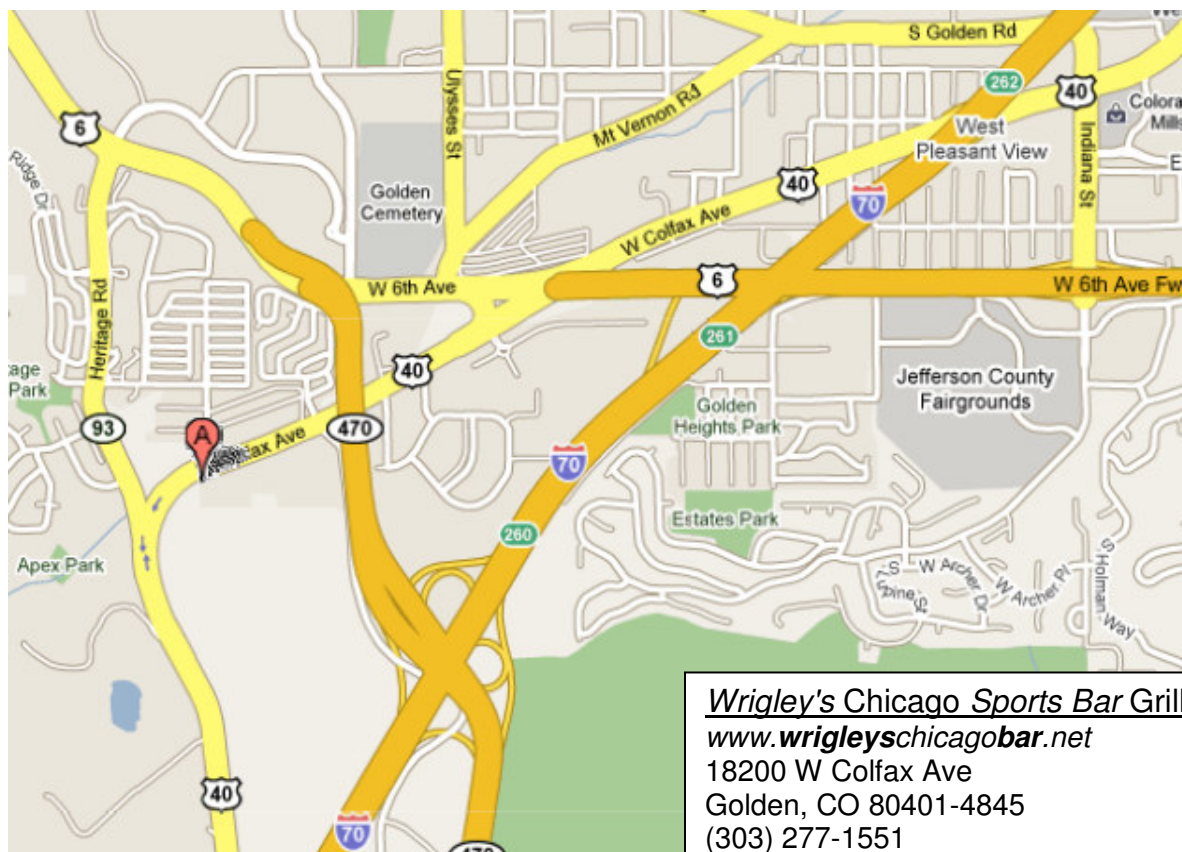 S Golden Rd
262
40
6
Ulysses St
Mt Vernon Rd
West
Pleasant View
Colora
Mills
Indiana St
E
Ridge Dr
Golden
Cemetery
40
70
W Colfax Ave
W 6th Ave
6
W 6th Ave Fw
Heritage Rd
261
40
Jefferson County
Fairgrounds
age
Park
93
A
ax Ave
470
Golden
Heights Park
70
260
Estates Park
Apex Park
S
W Archer Dr
W Archer Pl
S Holman Way
Lupine St
40
70
470
Wrigley's Chicago Sports Bar Grill
www.wrigleyschicagobar.net
18200 W Colfax Ave
Golden, CO 80401-4845
(303) 277-1551